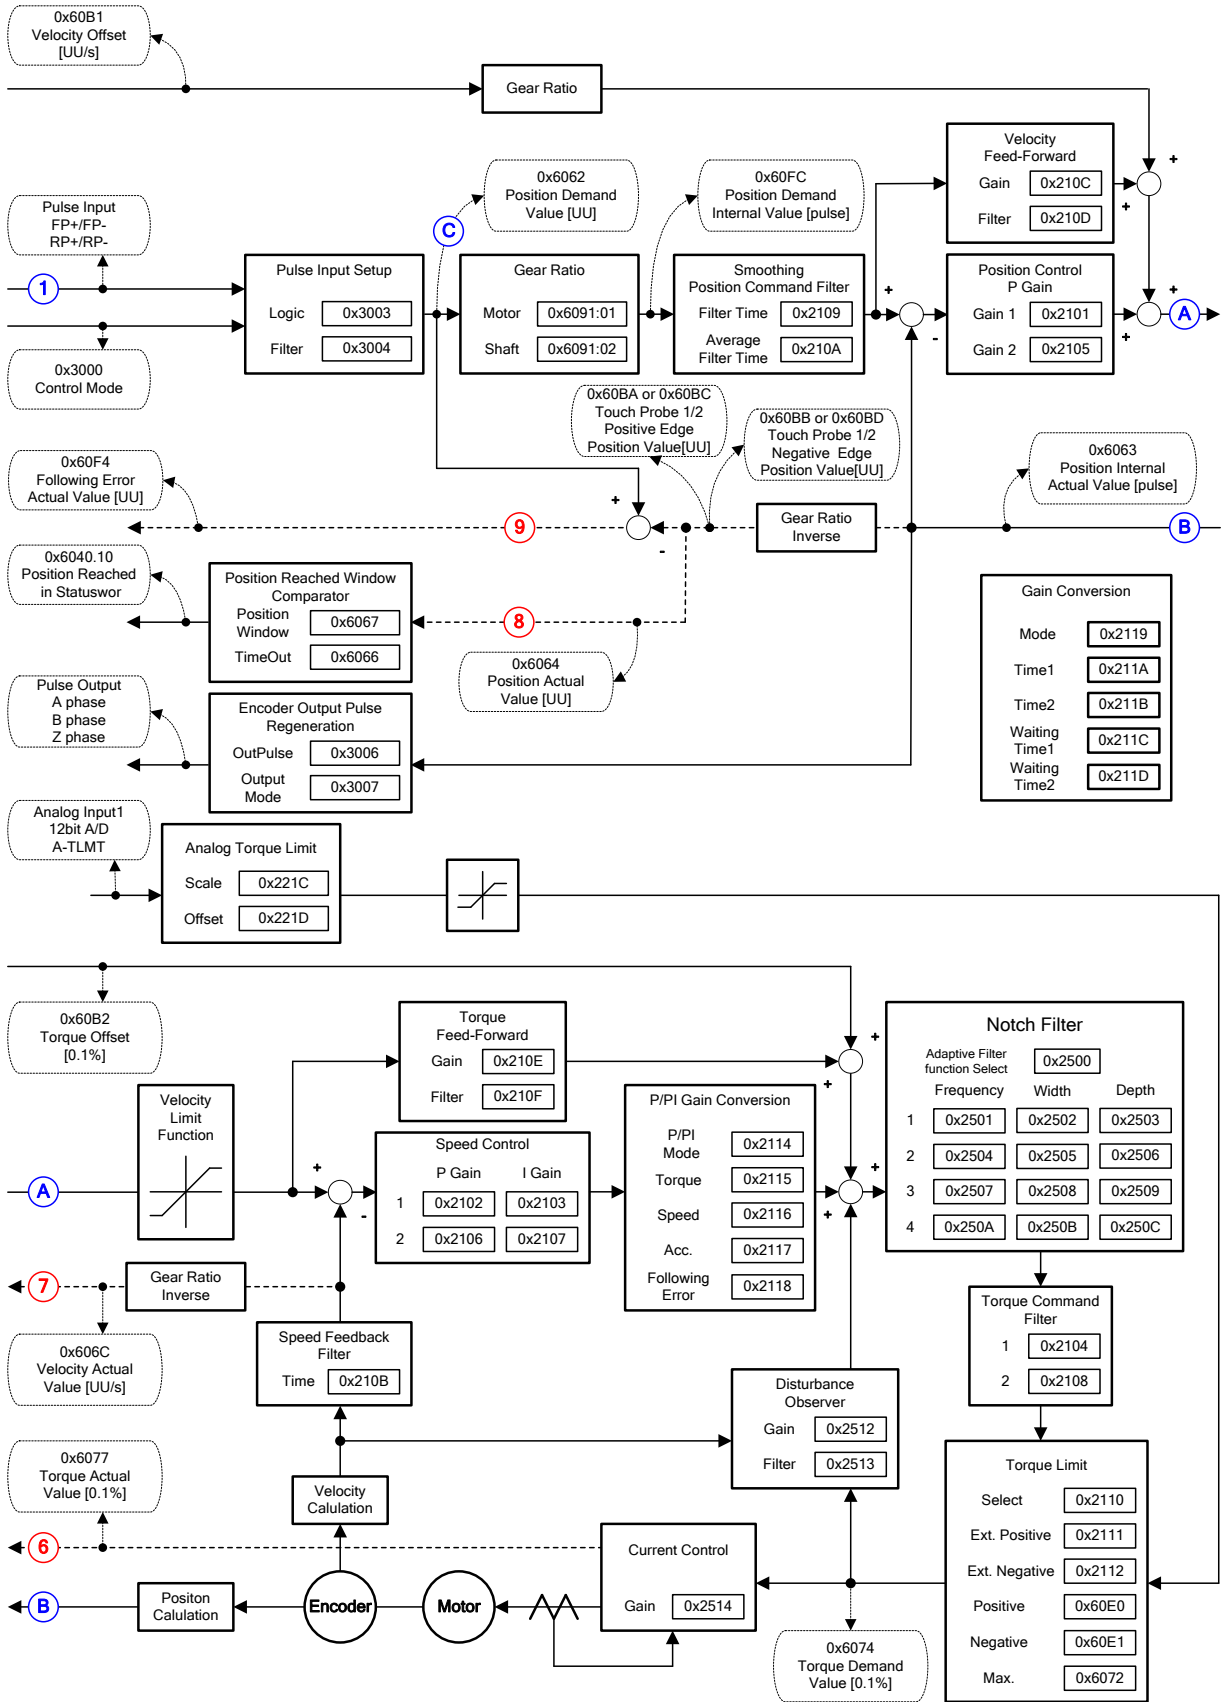 0x60B1
Velocity Offset
[UU/s]
Gear Ratio
Velocity
Feed-Forward
Gain 0x210C
Filter 0x210D
+
+
0x6062
Position Demand
Value [UU]
0x60FC
Position Demand
Internal Value [pulse]
C
Pulse Input
FP+/FP-
RP+/RP-
1
Pulse Input Setup
Logic 0x3003
Filter 0x3004
Gear Ratio
Motor 0x6091:01
Shaft 0x6091:02
Smoothing
Position Command Filter
Filter Time 0x2109
Average
Filter Time 0x210A
+
-
Position Control
P Gain
Gain 1 0x2101
Gain 2 0x2105
+
+
A
0x3000
Control Mode
0x60BA or 0x60BC
Touch Probe 1/2
Positive Edge
Position Value[UU]
0x60BB or 0x60BD
Touch Probe 1/2
Negative Edge
Position Value[UU]
0x6063
Position Internal
Actual Value [pulse]
0x60F4
Following Error
Actual Value [UU]
9
+
-
Gear Ratio
Inverse
B
0x6040.10
Position Reached
in Statuswor
Position Reached Window
Comparator
Position
Window 0x6067
TimeOut 0x6066
8
0x6064
Position Actual
Value [UU]
Gain Conversion
Mode 0x2119
Time1 0x211A
Time2 0x211B
Waiting
Time1 0x211C
Waiting
Time2 0x211D
Pulse Output
A phase
B phase
Z phase
Encoder Output Pulse
Regeneration
OutPulse 0x3006
Output
Mode 0x3007
Analog Input1
12bit A/D
A-TLMT
Analog Torque Limit
Scale 0x221C
Offset 0x221D
0x60B2
Torque Offset
[0.1%]
Torque
Feed-Forward
Gain 0x210E
Filter 0x210F
+
+
Notch Filter
Adaptive Filter
function Select 0x2500
Frequency Width Depth
1 0x2501 0x2502 0x2503
2 0x2504 0x2505 0x2506
3 0x2507 0x2508 0x2509
4 0x250A 0x250B 0x250C
Velocity
Limit
Function
A
+
-
Speed Control
P Gain I Gain
1 0x2102 0x2103
2 0x2106 0x2107
P/PI Gain Conversion
P/PI
Mode 0x2114
Torque 0x2115
Speed 0x2116
Acc. 0x2117
Following
Error 0x2118
+
+
7
Gear Ratio
Inverse
0x606C
Velocity Actual
Value [UU/s]
Speed Feedback
Filter
Time 0x210B
Torque Command
Filter
1 0x2104
2 0x2108
Disturbance
Observer
Gain 0x2512
Filter 0x2513
0x6077
Torque Actual
Value [0.1%]
Velocity
Calculation
6
Torque Limit
Select 0x2110
Ext. Positive 0x2111
Ext. Negative 0x2112
Positive 0x60E0
Negative 0x60E1
Max. 0x6072
Current Control
Gain 0x2514
B
Positon
Calulation
Encoder
Motor
0x6074
Torque Demand
Value [0.1%]